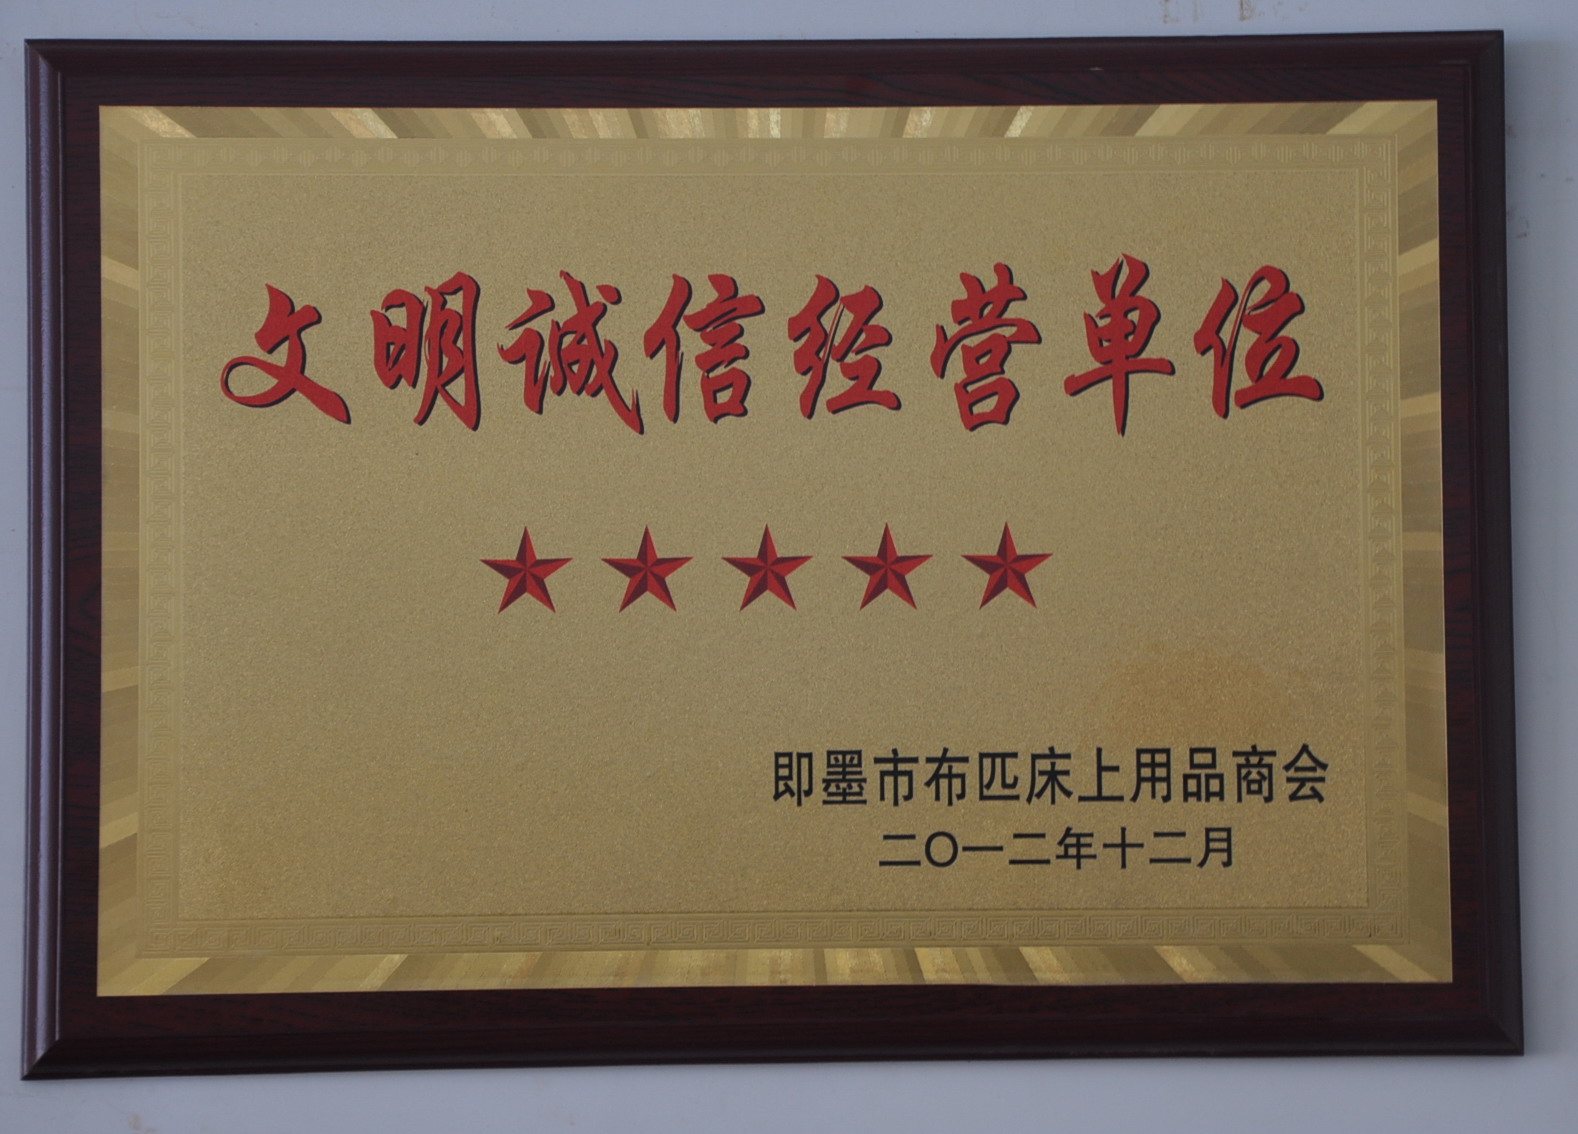 文明诚信经营单位
即墨市布匹床上用品商会
二〇一二年十二月